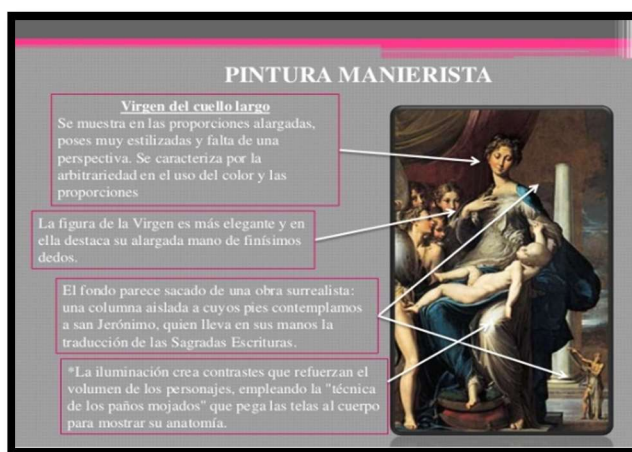 PINTURA MANIERISTA
Virgen del cuello largo
Se muestra en las proporciones alargadas,
poses muy estilizadas y falta de una
perspectiva. Se caracteriza por la
arbitrariedad en el uso del color y las
proporciones
La figura de la Virgen es más elegante y en
ella destaca su alargada mano de finísimos
dedos.
El fondo parece sacado de una obra surrealista:
una columna aislada a cuyos pies contemplamos
a san Jerónimo, quien lleva en sus manos la
traducción de las Sagradas Escrituras.
*La iluminación crea contrastes que refuerzan el
volumen de los personajes, empleando la "técnica
de los paños mojados" que pega las telas al cuerpo
para mostrar su anatomía.